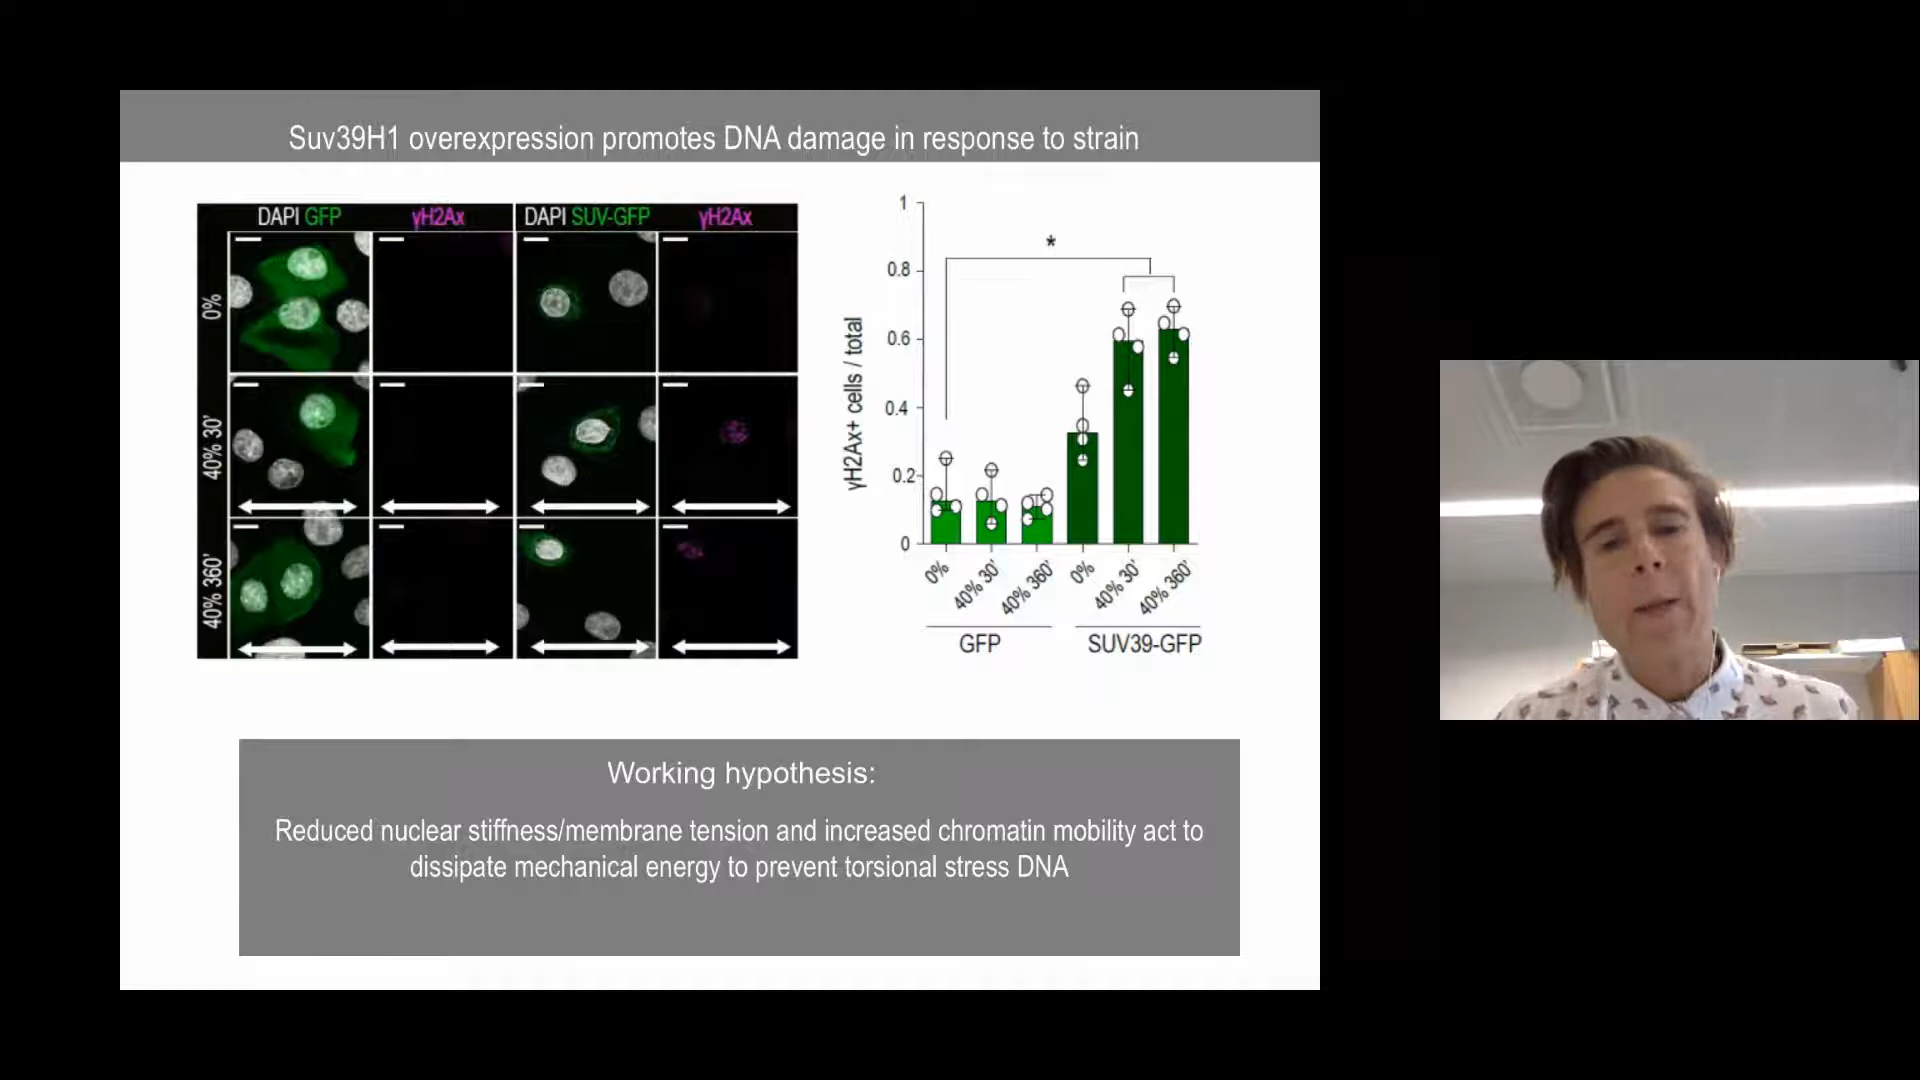 Suv39H1 overexpression promotes DNA damage in response to strain
DAPI GFP
γH2Ax
DAPI SUV-GFP
γH2Ax
0%
40% 30'
40% 360'
γH2Ax+ cells / total
1
0.8
0.6
0.4
0.2
0
*
0%
40% 30'
40% 360'
0%
40% 30'
40% 360'
GFP
SUV39-GFP
Working hypothesis:
Reduced nuclear stiffness/membrane tension and increased chromatin mobility act to
dissipate mechanical energy to prevent torsional stress DNA